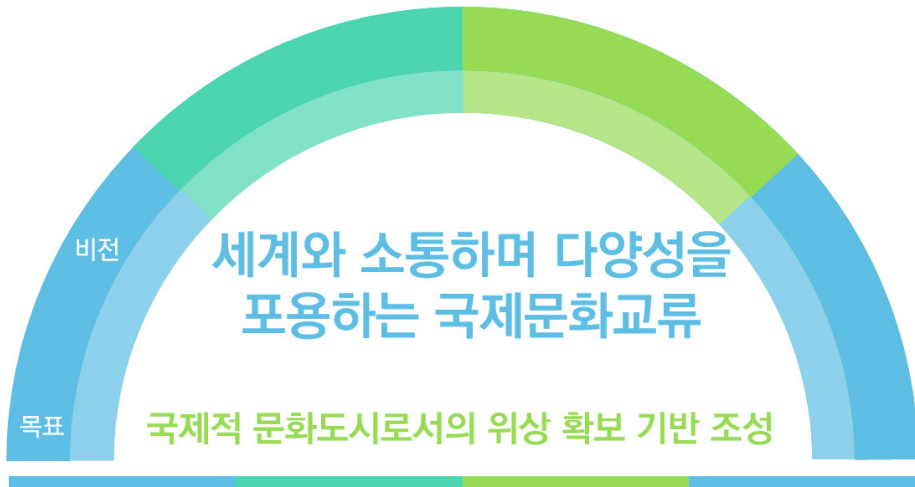 비전
세계와 소통하며 다양성을
포용하는 국제문화교류
목표
국제적 문화도시로서의 위상 확보 기반 조성